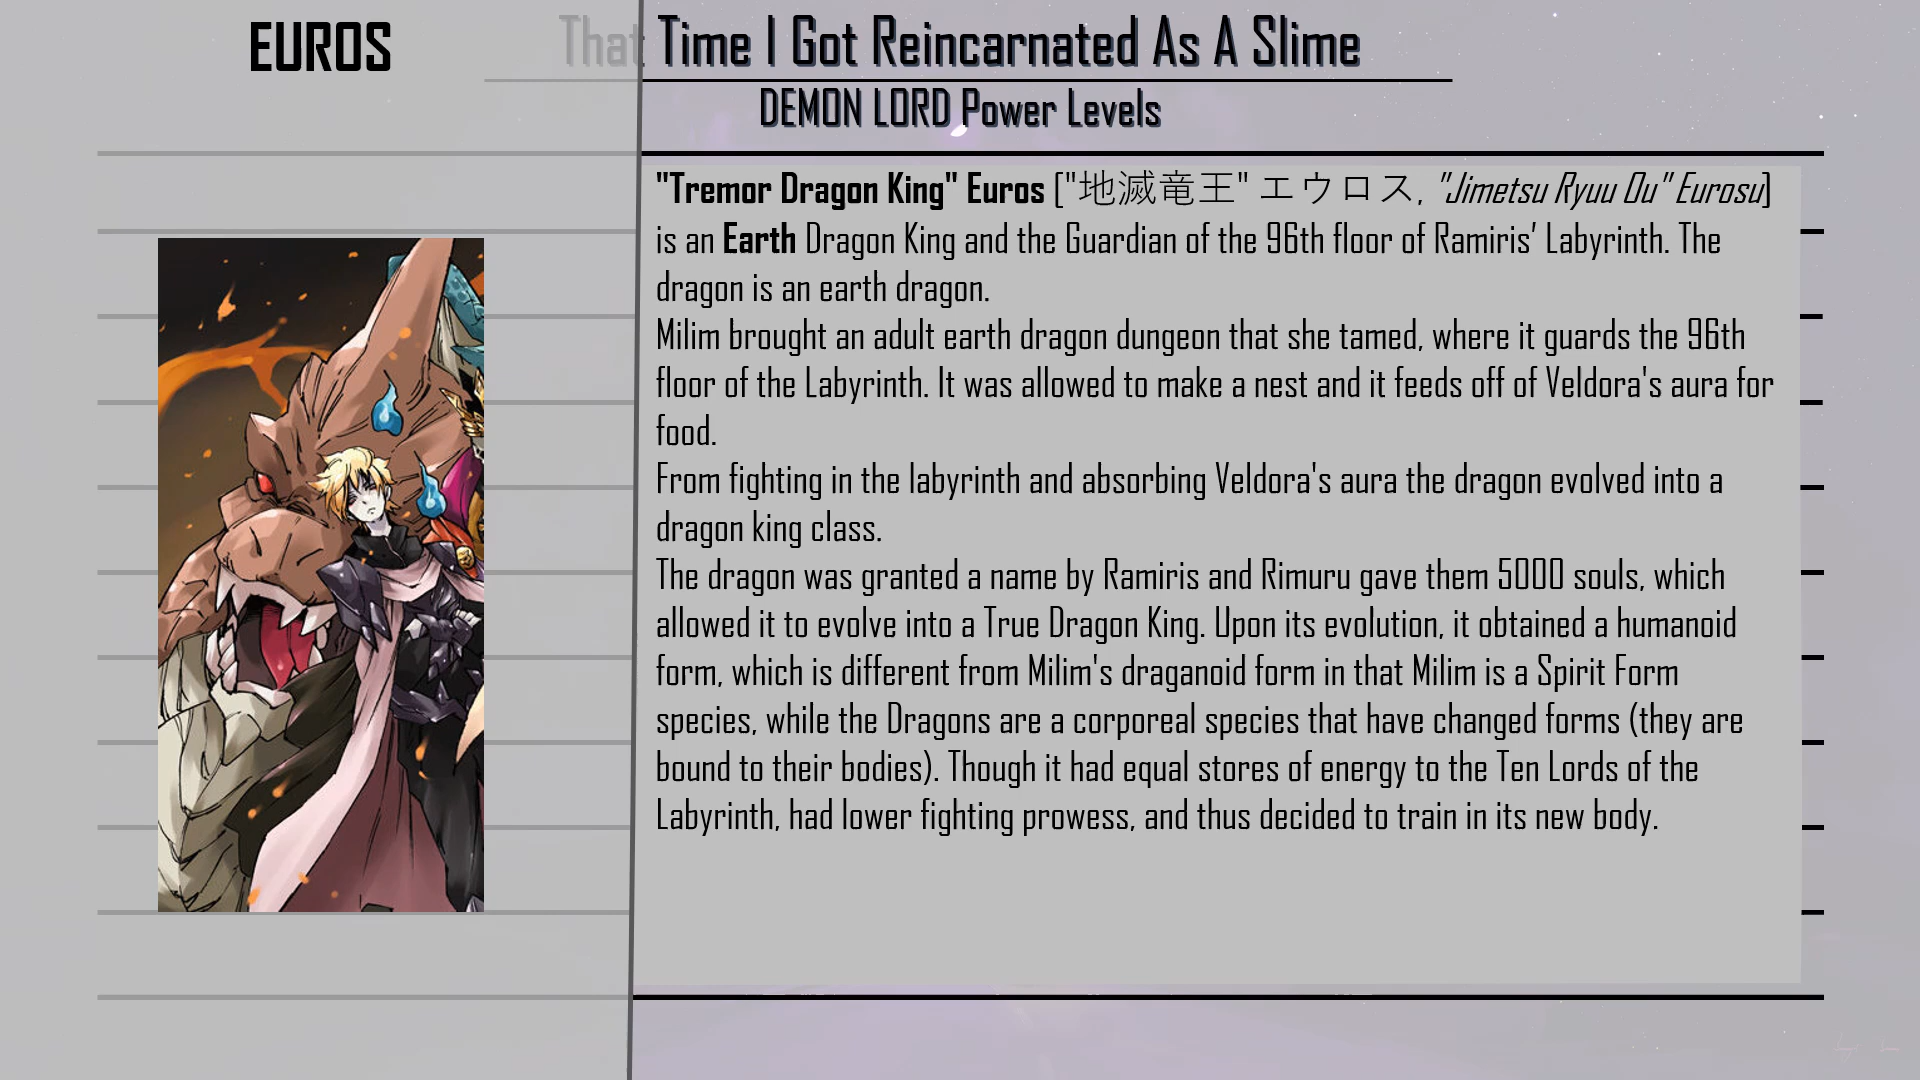 EUROS
That Time I Got Reincarnated As A Slime
DEMON LORD Power Levels
"Tremor Dragon King" Euros ["地滅竜王" エウロス, "Jimetsu Ryuu Ou" Eurosu]
is an Earth Dragon King and the Guardian of the 96th floor of Ramiris’ Labyrinth. The
dragon is an earth dragon.
Milim brought an adult earth dragon dungeon that she tamed, where it guards the 96th
floor of the Labyrinth. It was allowed to make a nest and it feeds off of Veldora's aura for
food.
From fighting in the labyrinth and absorbing Veldora's aura the dragon evolved into a
dragon king class.
The dragon was granted a name by Ramiris and Rimuru gave them 5000 souls, which
allowed it to evolve into a True Dragon King. Upon its evolution, it obtained a humanoid
form, which is different from Milim's draganoid form in that Milim is a Spirit Form
species, while the Dragons are a corporeal species that have changed forms (they are
bound to their bodies). Though it had equal stores of energy to the Ten Lords of the
Labyrinth, had lower fighting prowess, and thus decided to train in its new body.